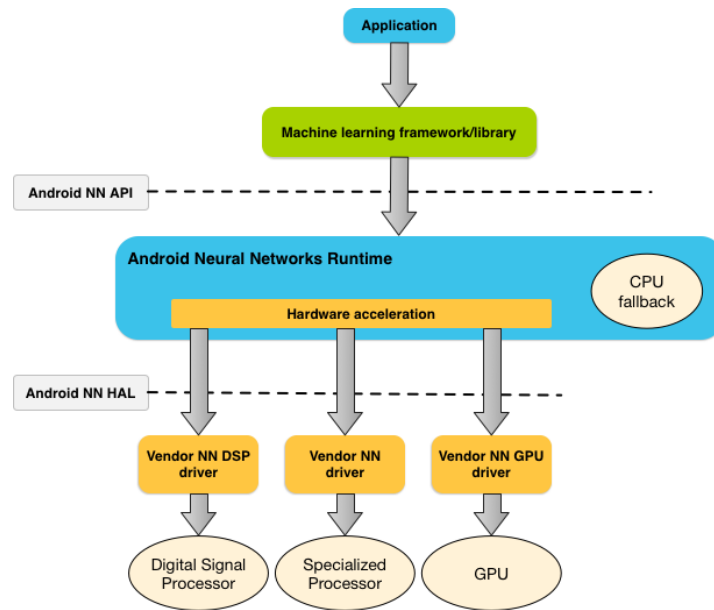 Application
Machine learning framework/library
Android NN API
Android Neural Networks Runtime
CPU
fallback
Hardware acceleration
Android NN HAL
Vendor NN DSP
driver
Vendor NN
driver
Vendor NN GPU
driver
Digital Signal
Processor
Specialized
Processor
GPU